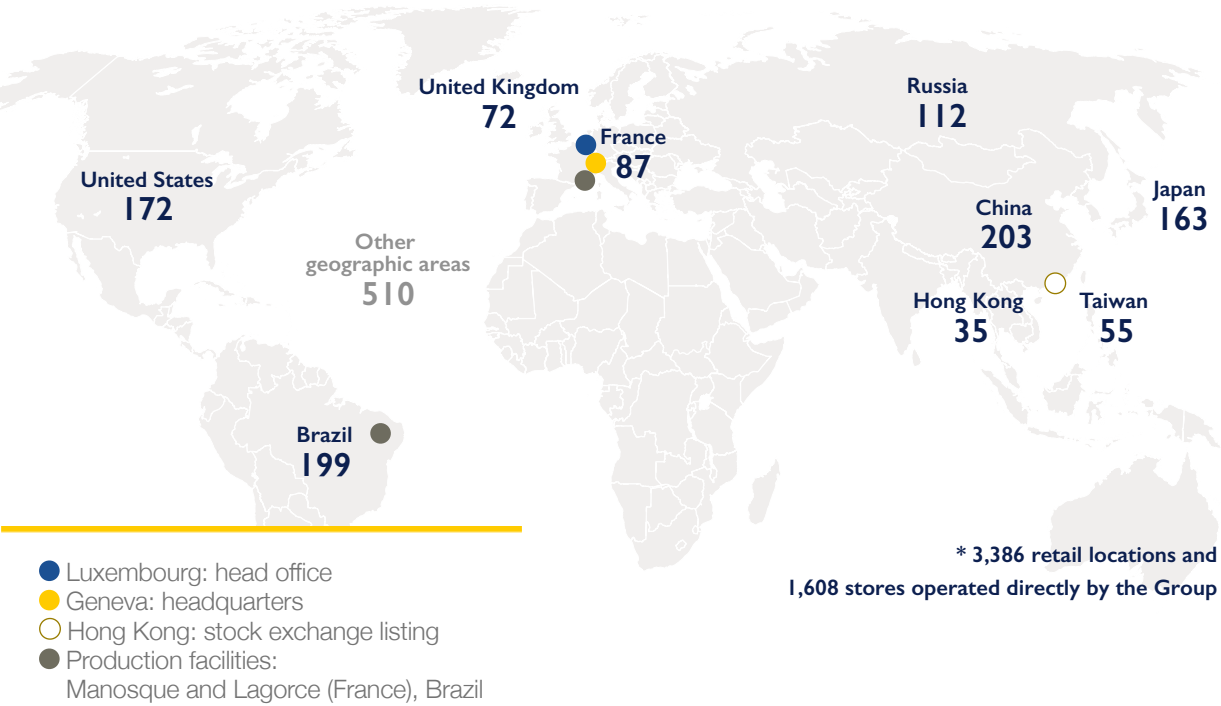 United Kingdom
72
Russia
112
France
87
United States
172
Japan
163
China
203
Other
geographic areas
510
Hong Kong
35
Taiwan
55
Brazil
199
* 3,386 retail locations and
1,608 stores operated directly by the Group
Luxembourg: head office
Geneva: headquarters
Hong Kong: stock exchange listing
Production facilities:
Manosque and Lagorce (France), Brazil